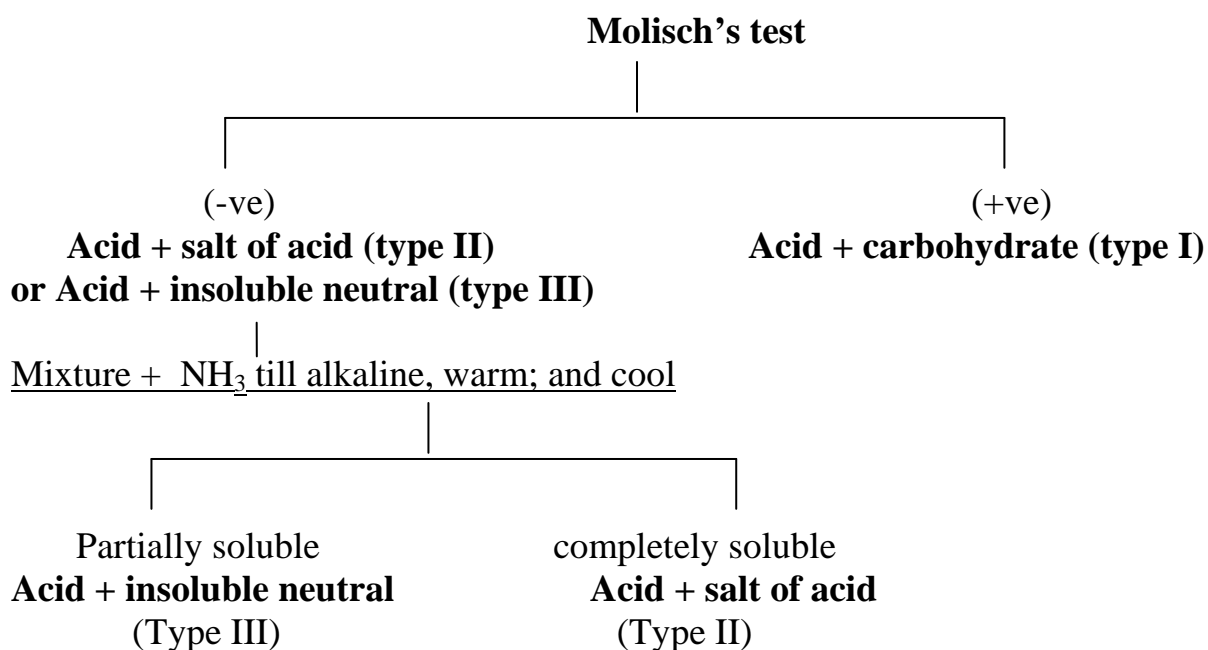 Molisch's test
(-ve)
(+ve)
Acid + salt of acid (type II)
Acid + carbohydrate (type I)
or Acid + insoluble neutral (type III)
Mixture + NH₃ till alkaline, warm; and cool
Partially soluble
completely soluble
Acid + insoluble neutral
Acid + salt of acid
(Type III)
(Type II)